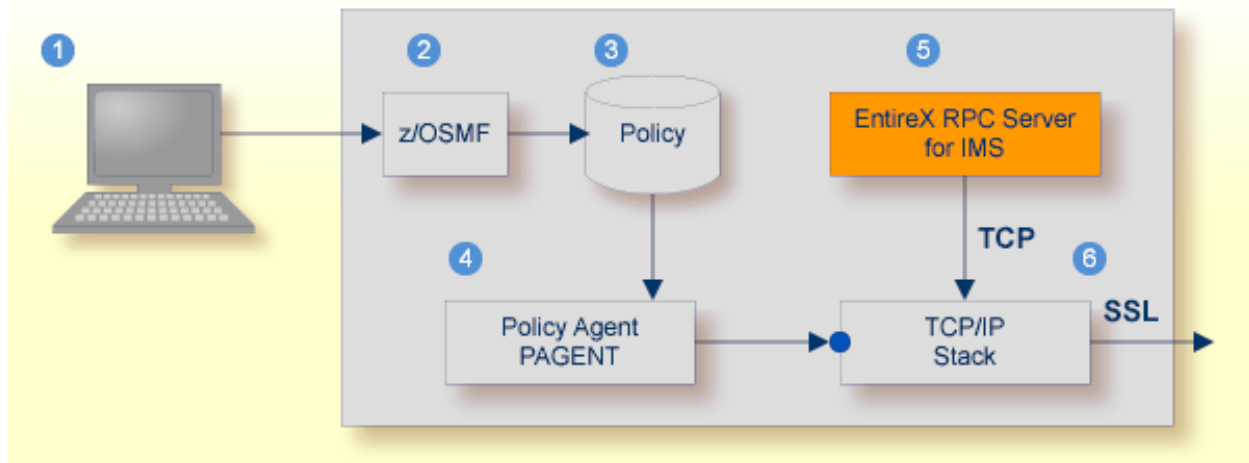 1
2
3
5
z/OSMF
Policy
EntireX RPC Server
for IMS
TCP
4
6
SSL
Policy Agent
PAGENT
TCP/IP
Stack